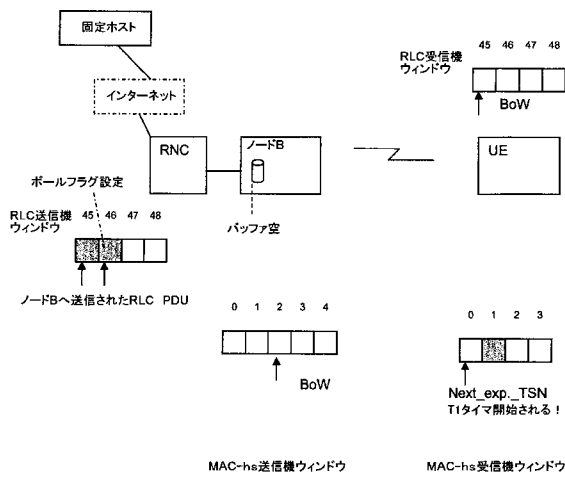 固定ホスト
インターネット
RNC
ノードB
バッファ空
UE
RLC受信機
ウィンドウ
45 46 47 48
BoW
ポールフラグ設定
RLC送信機
ウィンドウ
45 46 47 48
ノードBへ送信されたRLC PDU
0 1 2 3 4
BoW
0 1 2 3
Next_exp._TSN
T1タイマ開始される!
MAC-hs送信機ウィンドウ
MAC-hs受信機ウィンドウ